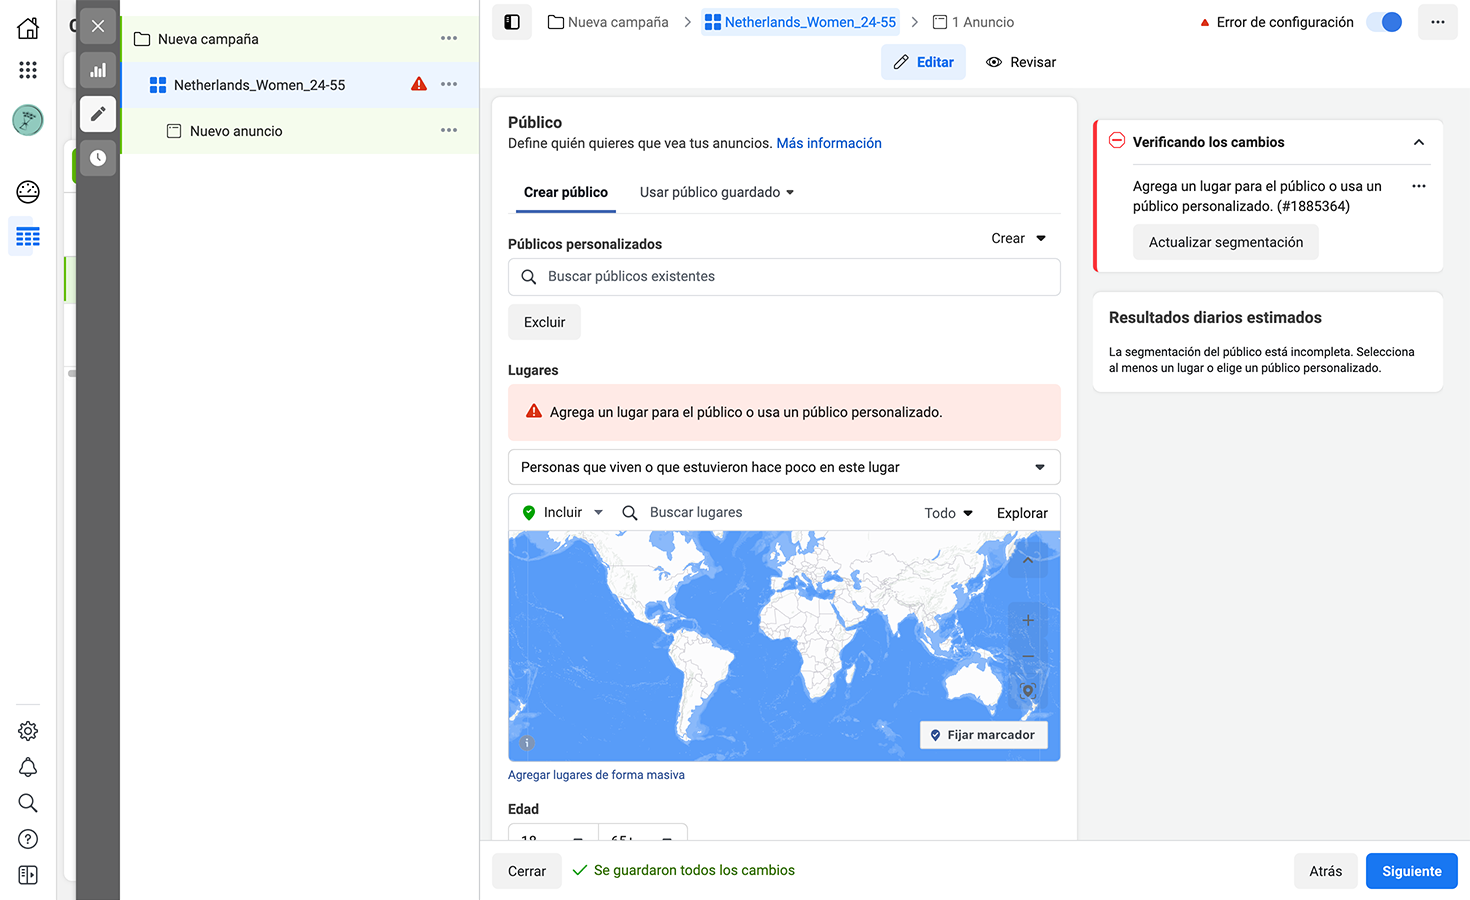 Nueva campaña
Netherlands_Women_24-55
Nuevo anuncio
Nueva campaña
Netherlands_Women_24-55
1 Anuncio
Error de configuración
Editar
Revisar
Público
Define quién quieres que vea tus anuncios. Más información
Crear público
Usar público guardado
Públicos personalizados
Crear
Buscar públicos existentes
Excluir
Lugares
Agrega un lugar para el público o usa un público personalizado.
Personas que viven o que estuvieron hace poco en este lugar
Incluir
Buscar lugares
Todo
Explorar
Fijar marcador
Agregar lugares de forma masiva
Edad
18
65+
Verificando los cambios
Agrega un lugar para el público o usa un
público personalizado. (#1885364)
Actualizar segmentación
Resultados diarios estimados
La segmentación del público está incompleta. Selecciona
al menos un lugar o elige un público personalizado.
Cerrar
Se guardaron todos los cambios
Atrás
Siguiente